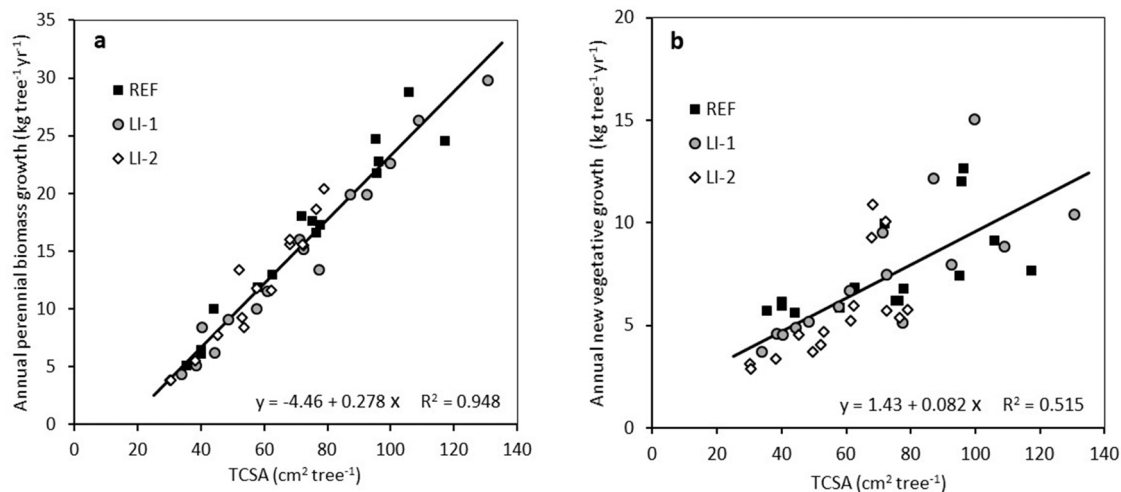 a
REF
LI-1
LI-2
y = -4.46 + 0.278 x R² = 0.948
Annual perennial biomass growth (kg tree⁻¹ yr⁻¹)
35
30
25
20
15
10
5
0
0 20 40 60 80 100 120 140
TCSA (cm² tree⁻¹)
b
REF
LI-1
LI-2
y = 1.43 + 0.082 x R² = 0.515
Annual new vegetative growth (kg tree⁻¹ yr⁻¹)
20
15
10
5
0
0 20 40 60 80 100 120 140
TCSA (cm² tree⁻¹)